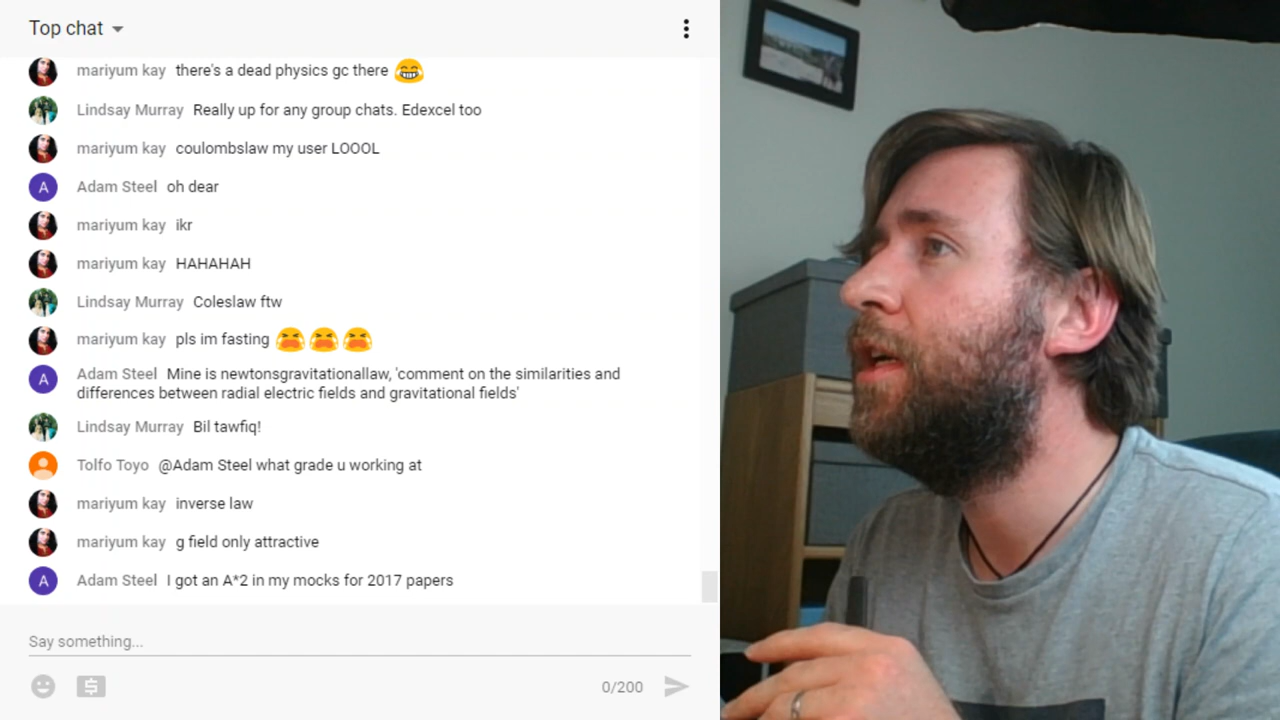 Top chat
mariyum kay there's a dead physics gc there
Lindsay Murray Really up for any group chats. Edexcel too
mariyum kay coulombslaw my user LOOOL
A Adam Steel oh dear
mariyum kay ikr
mariyum kay HAHAHAH
Lindsay Murray Coleslaw ftw
mariyum kay pls im fasting
A Adam Steel Mine is newtonsgravitationallaw, 'comment on the similarities and
differences between radial electric fields and gravitational fields'
Lindsay Murray Bil tawfiq!
Tolfo Toyo @Adam Steel what grade u working at
mariyum kay inverse law
mariyum kay g field only attractive
A Adam Steel I got an A*2 in my mocks for 2017 papers
Say something...
$ 0/200